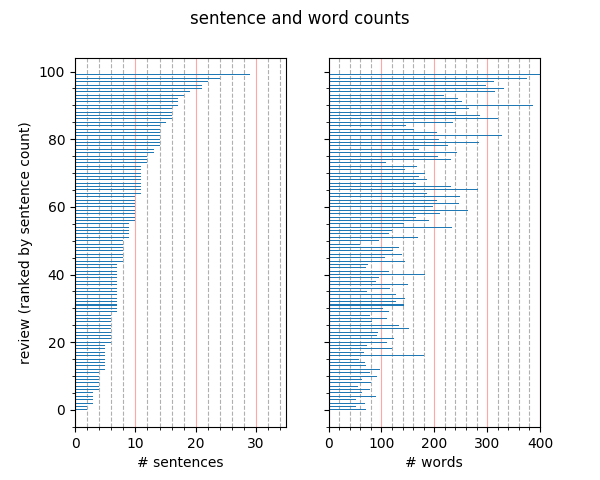 sentence and word counts
100
80
60
40
20
0
review (ranked by sentence count)
0 10 20 30
# sentences
0 100 200 300 400
# words